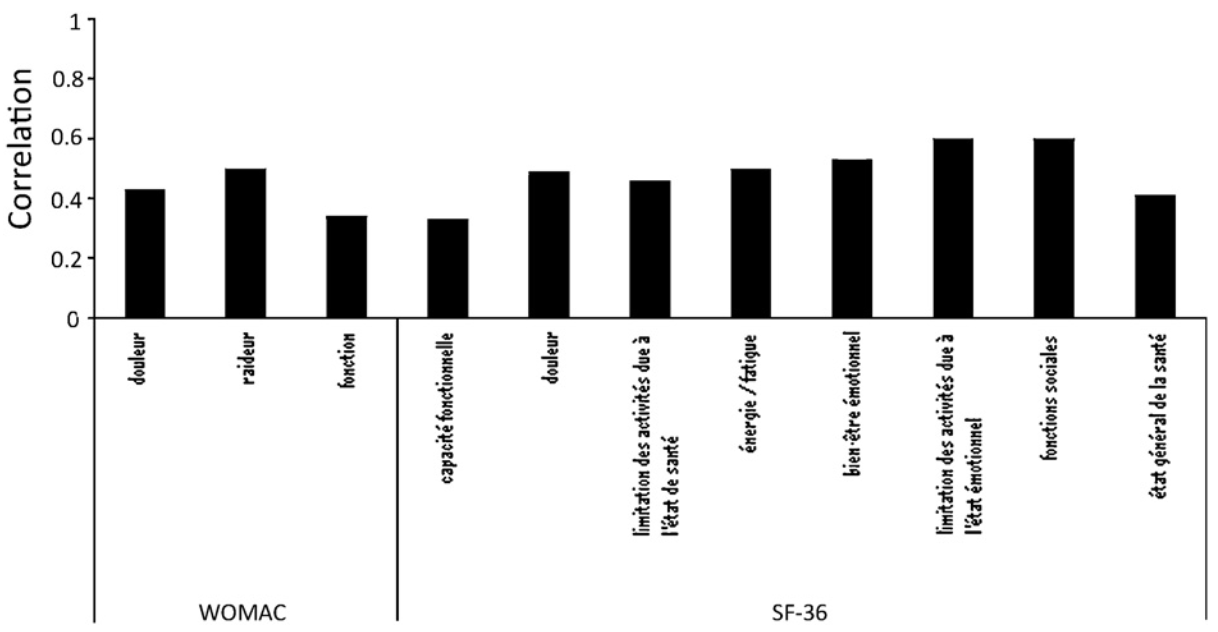 Correlation
1
0.8
0.6
0.4
0.2
0
douleur
raideur
fonction
capacité fonctionnelle
douleur
limitation des activités due à
l'état de santé
énergie / fatigue
bien-être émotionnel
limitation des activités due à
l'état émotionnel
fonctions sociales
état général de la santé
WOMAC
SF-36